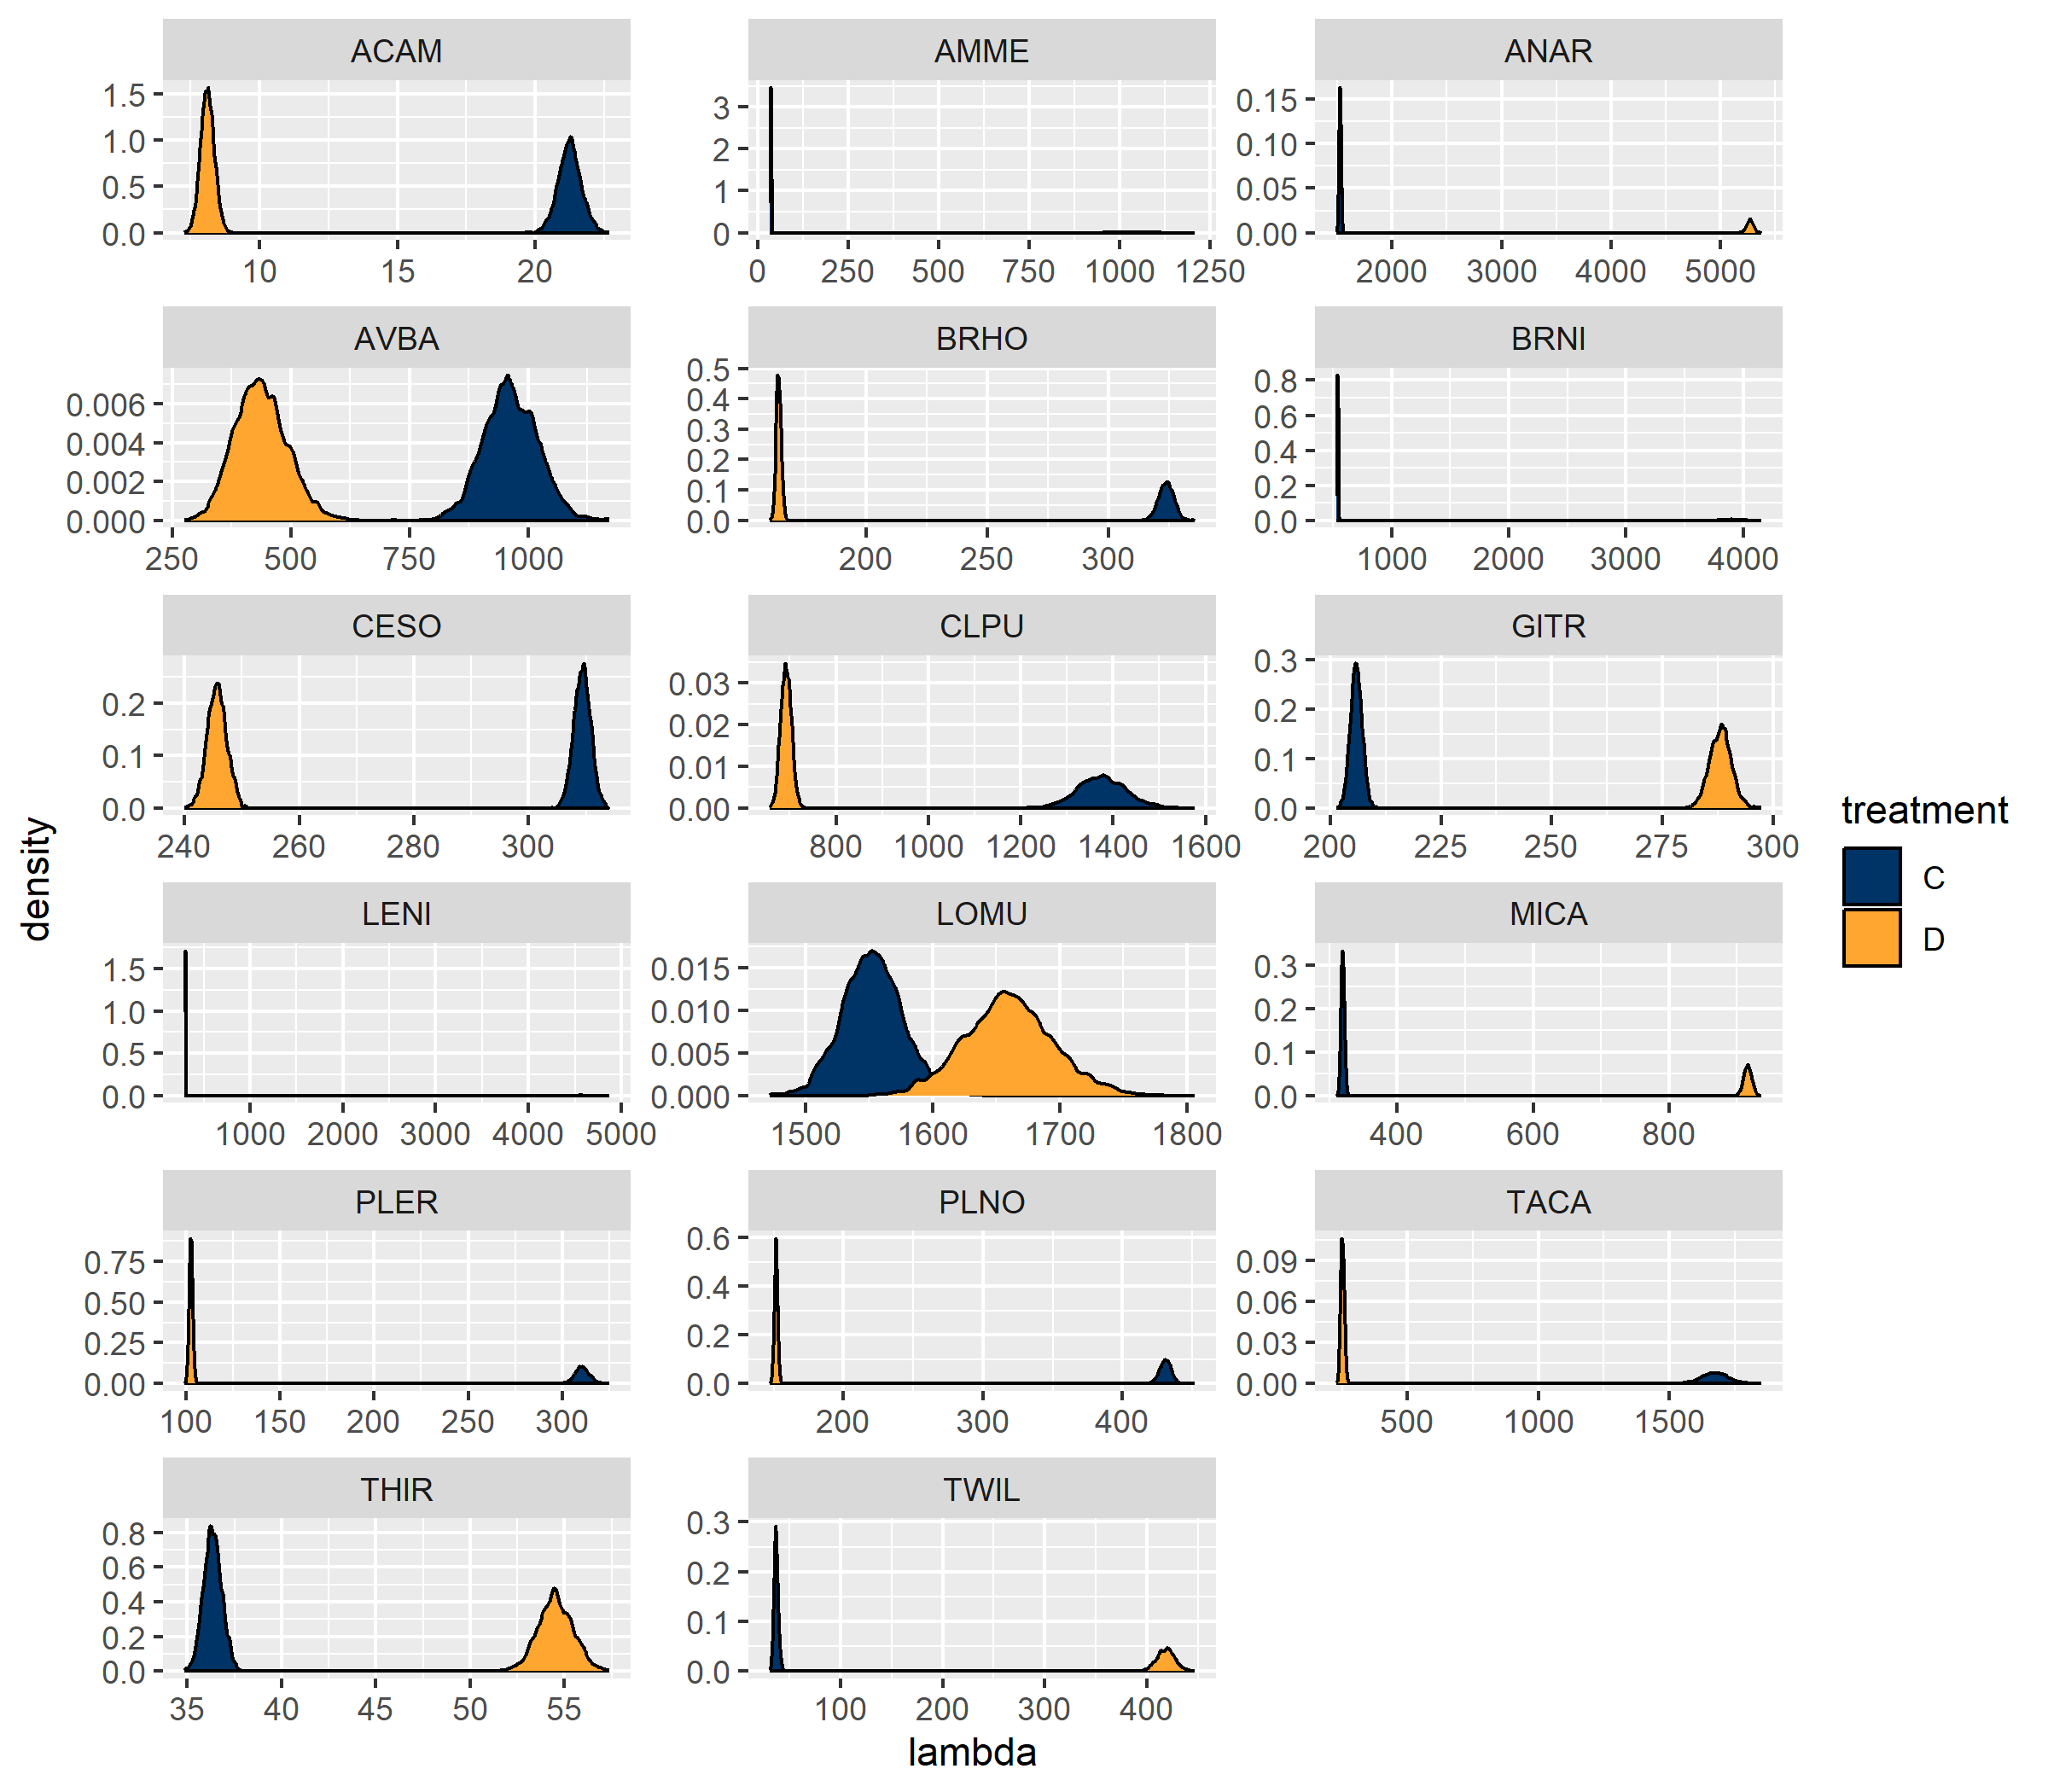 ACAM AMME ANAR
1.5 1.0 0.5 0.0
10 15 20
3 2 1 0
0 250 500 750 1000 1250
0.15 0.10 0.05 0.00
2000 3000 4000 5000
AVBA BRHO BRNI
0.006 0.004 0.002 0.000
250 500 750 1000
0.5 0.4 0.3 0.2 0.1 0.0
200 250 300
0.8 0.6 0.4 0.2 0.0
1000 2000 3000 4000
CESO CLPU GITR
0.2 0.1 0.0
240 260 280 300
0.03 0.02 0.01 0.00
800 1000 1200 1400 1600
0.3 0.2 0.1 0.0
200 225 250 275 300
LENI LOMU MICA
1.5 1.0 0.5 0.0
1000 2000 3000 4000 5000
0.015 0.010 0.005 0.000
1500 1600 1700 1800
0.3 0.2 0.1 0.0
400 600 800
PLER PLNO TACA
0.75 0.50 0.25 0.00
100 150 200 250 300
0.6 0.4 0.2 0.0
200 300 400
0.09 0.06 0.03 0.00
500 1000 1500
THIR TWIL
0.8 0.6 0.4 0.2 0.0
35 40 45 50 55
0.3 0.2 0.1 0.0
100 200 300 400
density
lambda
treatment
C
D